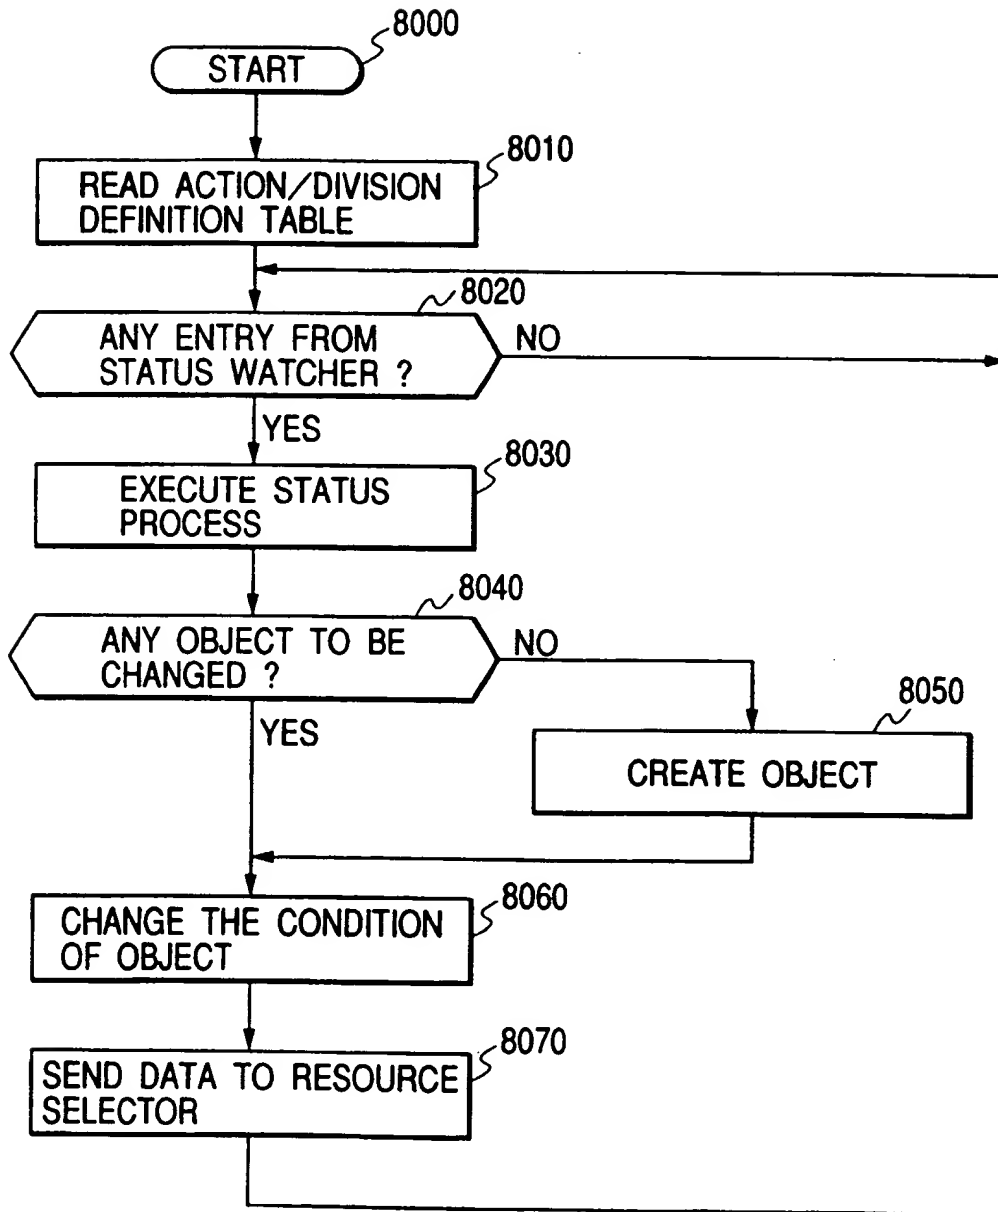 8000
START
8010
READ ACTION/DIVISION
DEFINITION TABLE
8020
ANY ENTRY FROM
STATUS WATCHER ?
NO
YES
8030
EXECUTE STATUS
PROCESS
8040
ANY OBJECT TO BE
CHANGED ?
NO
YES
8050
CREATE OBJECT
8060
CHANGE THE CONDITION
OF OBJECT
8070
SEND DATA TO RESOURCE
SELECTOR